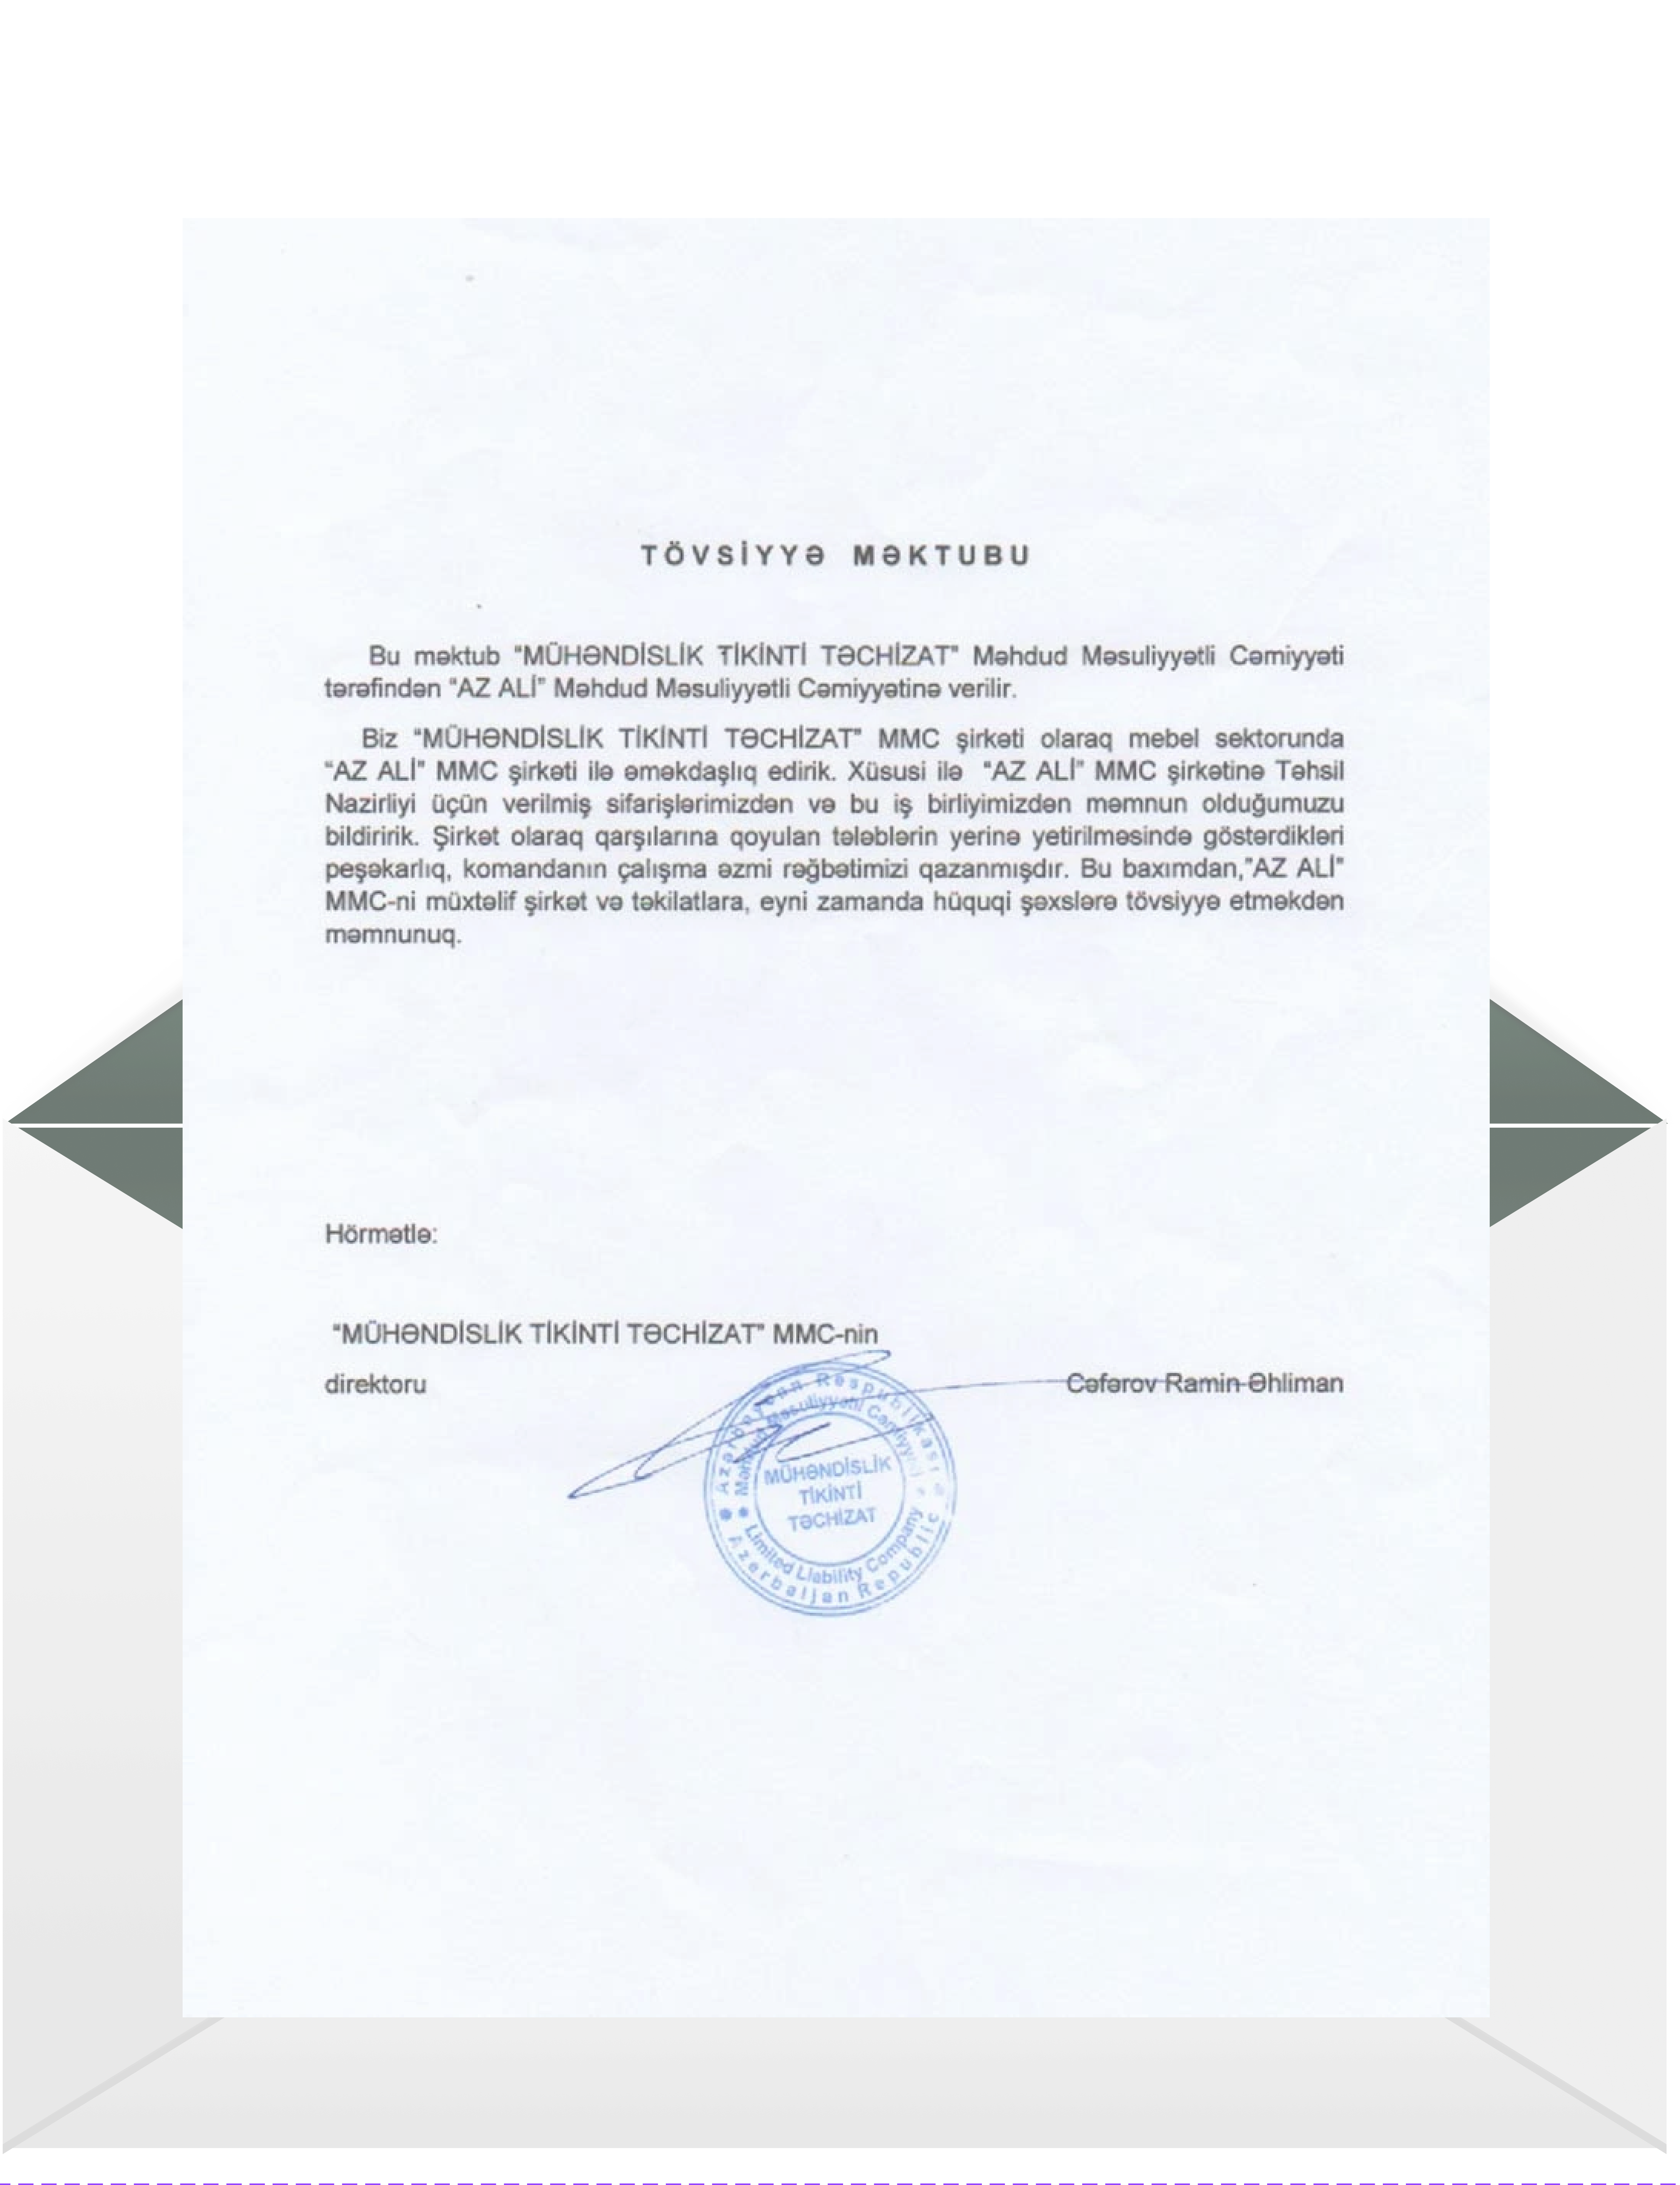 TÖVSİYYƏ MƏKTUBU
Bu məktub “MÜHƏNDİSLİK TİKİNTİ TƏCHİZAT” Məhdud Məsuliyyətli Cəmiyyəti
tərəfindən “AZ ALİ” Məhdud Məsuliyyətli Cəmiyyətinə verilir.
Biz “MÜHƏNDİSLİK TİKİNTİ TƏCHİZAT” MMC şirkəti olaraq mebel sektorunda
“AZ ALİ” MMC şirkəti ilə əməkdaşlıq edirik. Xüsusi ilə “AZ ALİ” MMC şirkətinə Təhsil
Nazirliyi üçün verilmiş sifarişlərimizdən və bu iş birliyimizdən məmnun olduğumuzu
bildiririk. Şirkət olaraq qarşılarına qoyulan tələblərin yerinə yetirilməsində göstərdikləri
peşəkarlıq, komandanın çalışma əzmi rəğbətimizi qazanmışdır. Bu baxımdan,”AZ ALİ”
MMC-ni müxtəlif şirkət və təkilatlara, eyni zamanda hüquqi şəxslərə tövsiyyə etməkdən
məmnunuq.
Hörmətlə:
“MÜHƏNDİSLİK TİKİNTİ TƏCHİZAT” MMC-nin
direktoru Cəfərov Ramin Əhliman
Azərbaycan Respublikası
Məhdud Məsuliyyətli Cəmiyyəti
MÜHƏNDİSLİK
TİKİNTİ
TƏCHİZAT
Limited Liability Company
Azerbaijan Republic